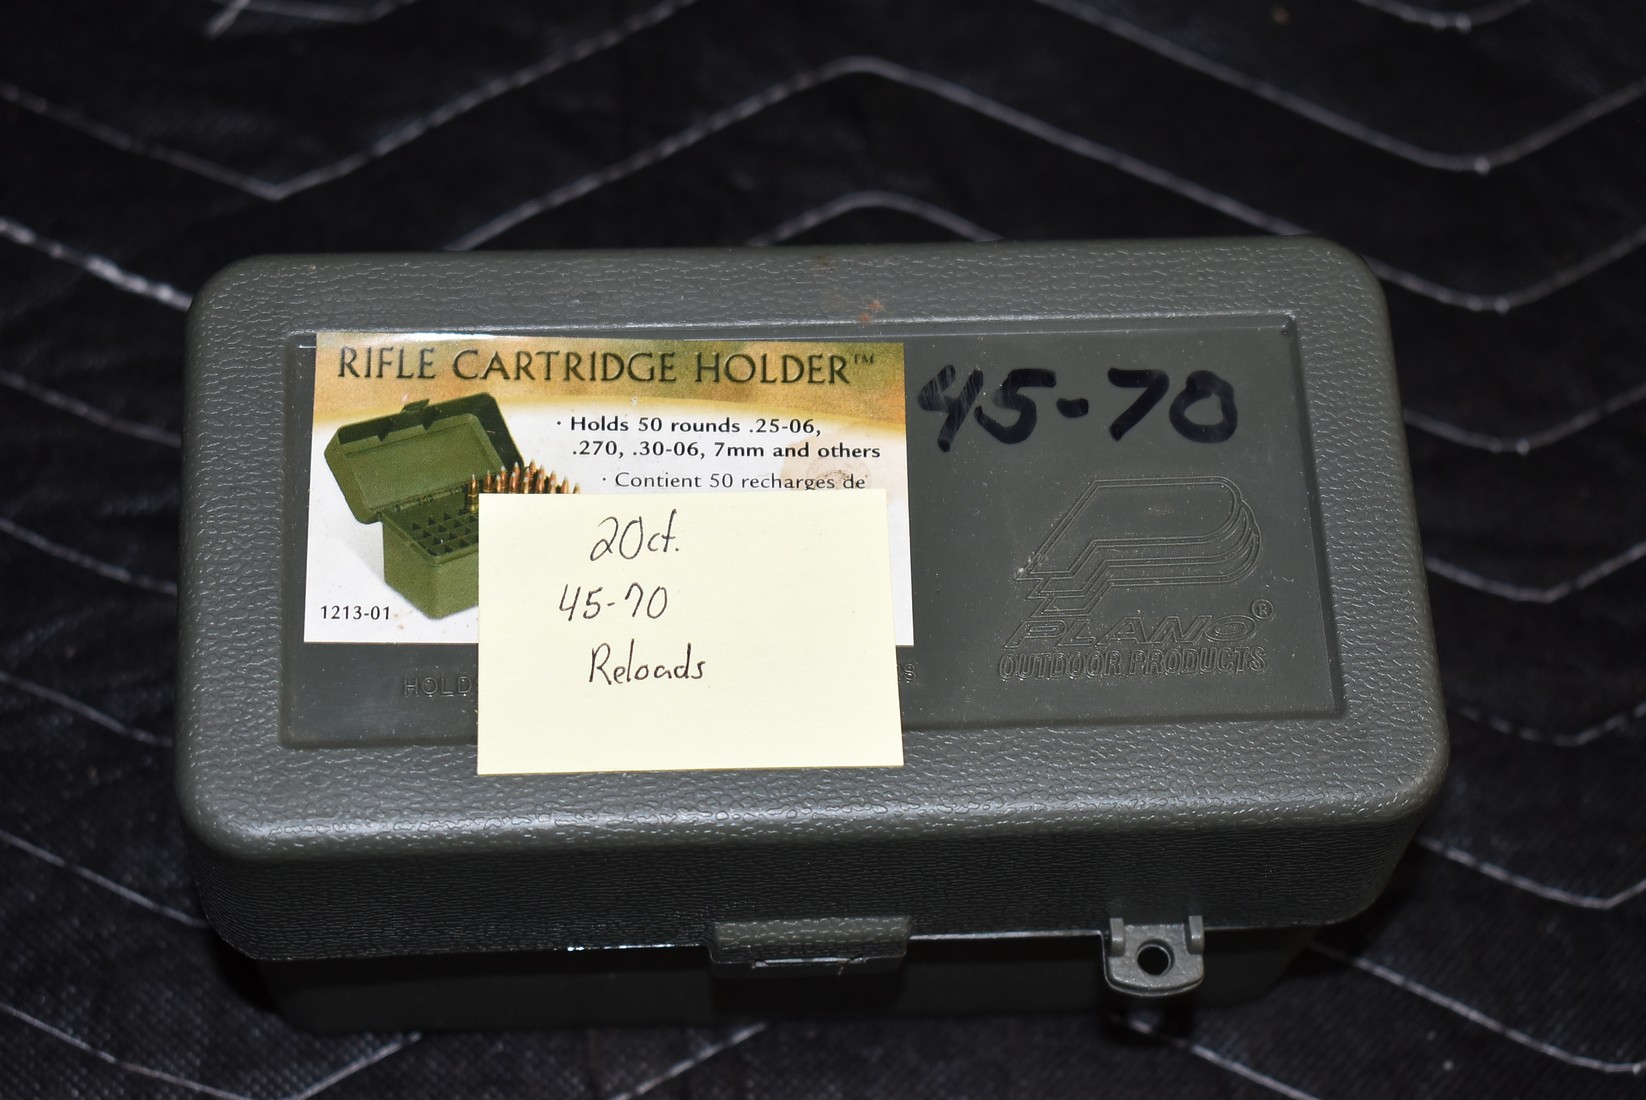 RIFLE CARTRIDGE HOLDER™
· Holds 50 rounds .25-06,
.270, .30-06, 7mm and others
· Contient 50 recharges de
1213-01
45-70
20ct.
45-70
Reloads
PLANO®
OUTDOOR PRODUCTS